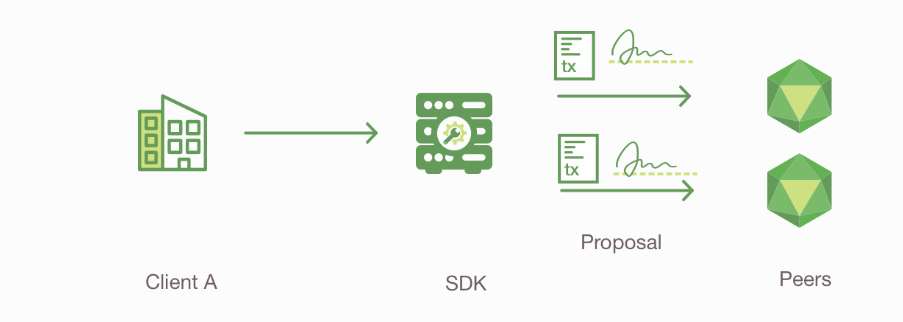 tx
tx
Proposal
Client A
SDK
Peers